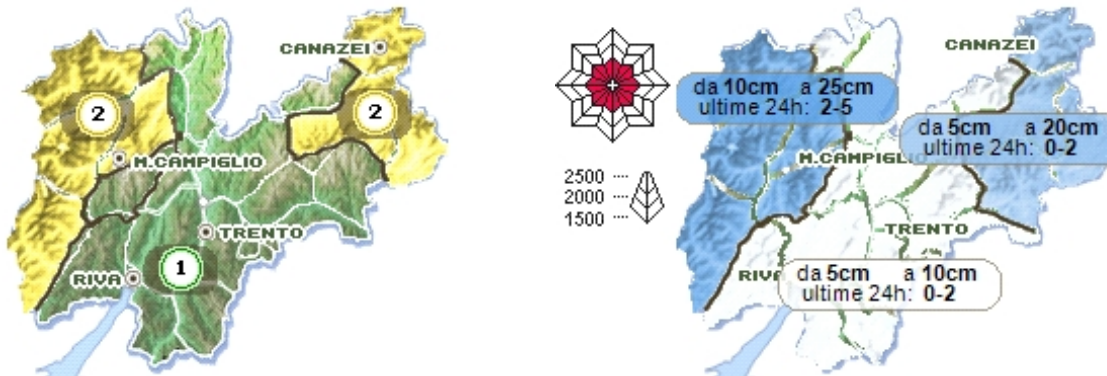 CANAZEI
2
2
M.CAMPIGLIO
TRENTO
RIVA
1
2500
2000
1500
CANAZEI
da 10cm a 25cm
ultime 24h: 2-5
da 5cm a 20cm
ultime 24h: 0-2
M.CAMPIGLIO
TRENTO
RIVA
da 5cm a 10cm
ultime 24h: 0-2